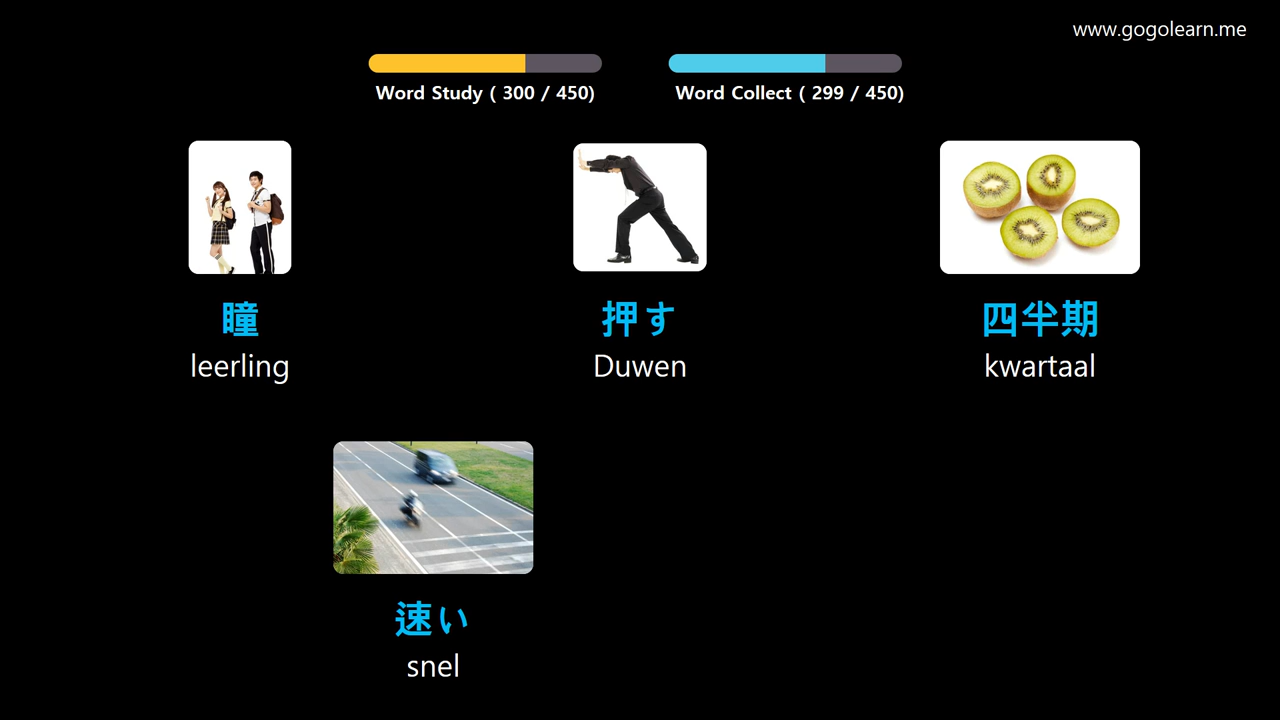 www.gogolearn.me
Word Study ( 300 / 450)
Word Collect ( 299 / 450)
瞳
leerling
押す
Duwen
四半期
kwartaal
速い
snel